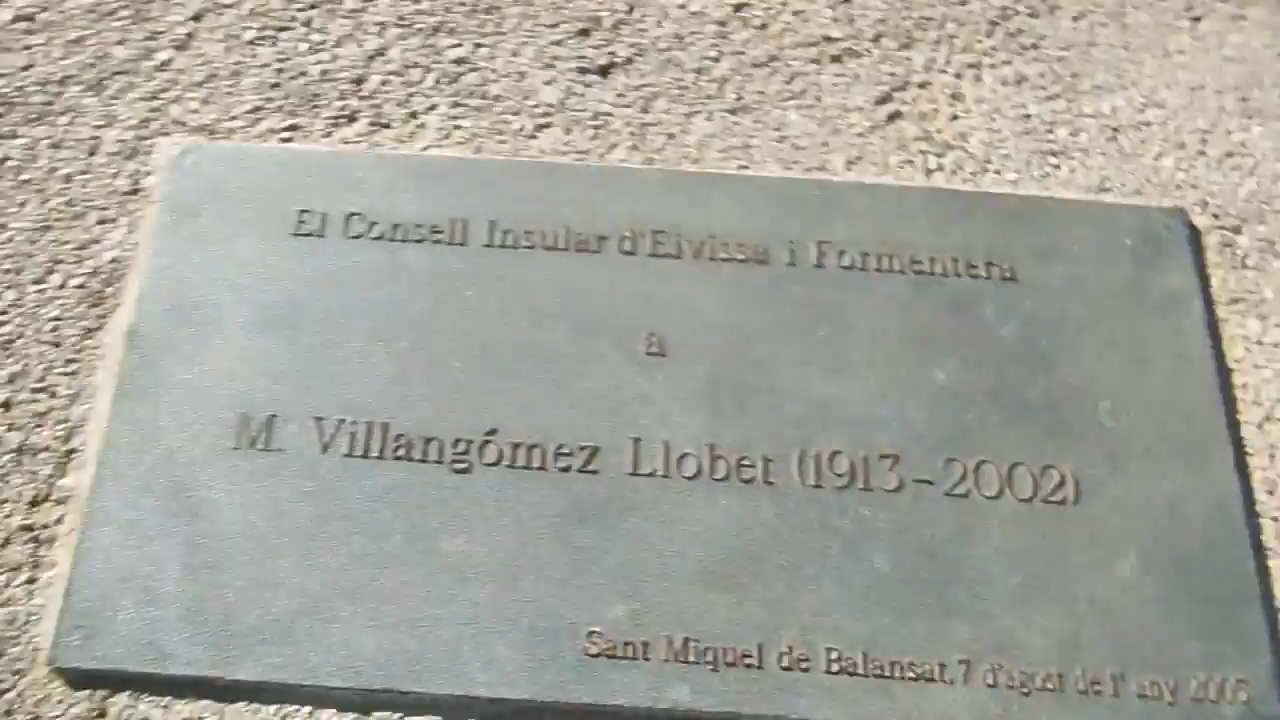 El Consell Insular d'Eivissa i Formentera
a
M. Villangómez Llobet (1913-2002)
Sant Miquel de Balansat, 7 d'agost de l'any